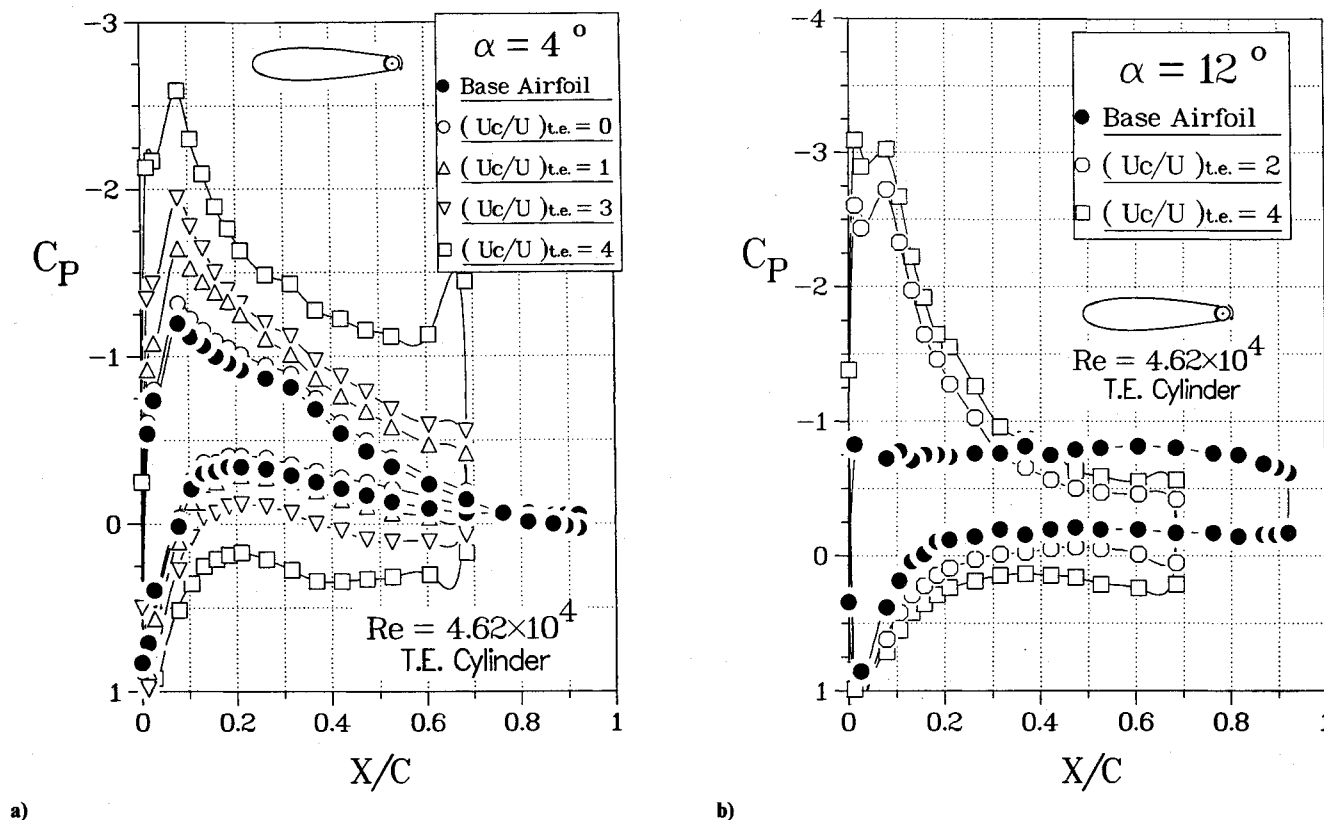 -3
-2
-1
0
1
C_P
0
0.2
0.4
0.6
0.8
1
X/C
α = 4 °
Base Airfoil
( Uc/U )t.e. = 0
( Uc/U )t.e. = 1
( Uc/U )t.e. = 3
( Uc/U )t.e. = 4
Re = 4.62×10^4
T.E. Cylinder
a)
-4
-3
-2
-1
0
1
C_P
0
0.2
0.4
0.6
0.8
1
X/C
α = 12 °
Base Airfoil
( Uc/U )t.e. = 2
( Uc/U )t.e. = 4
Re = 4.62×10^4
T.E. Cylinder
b)